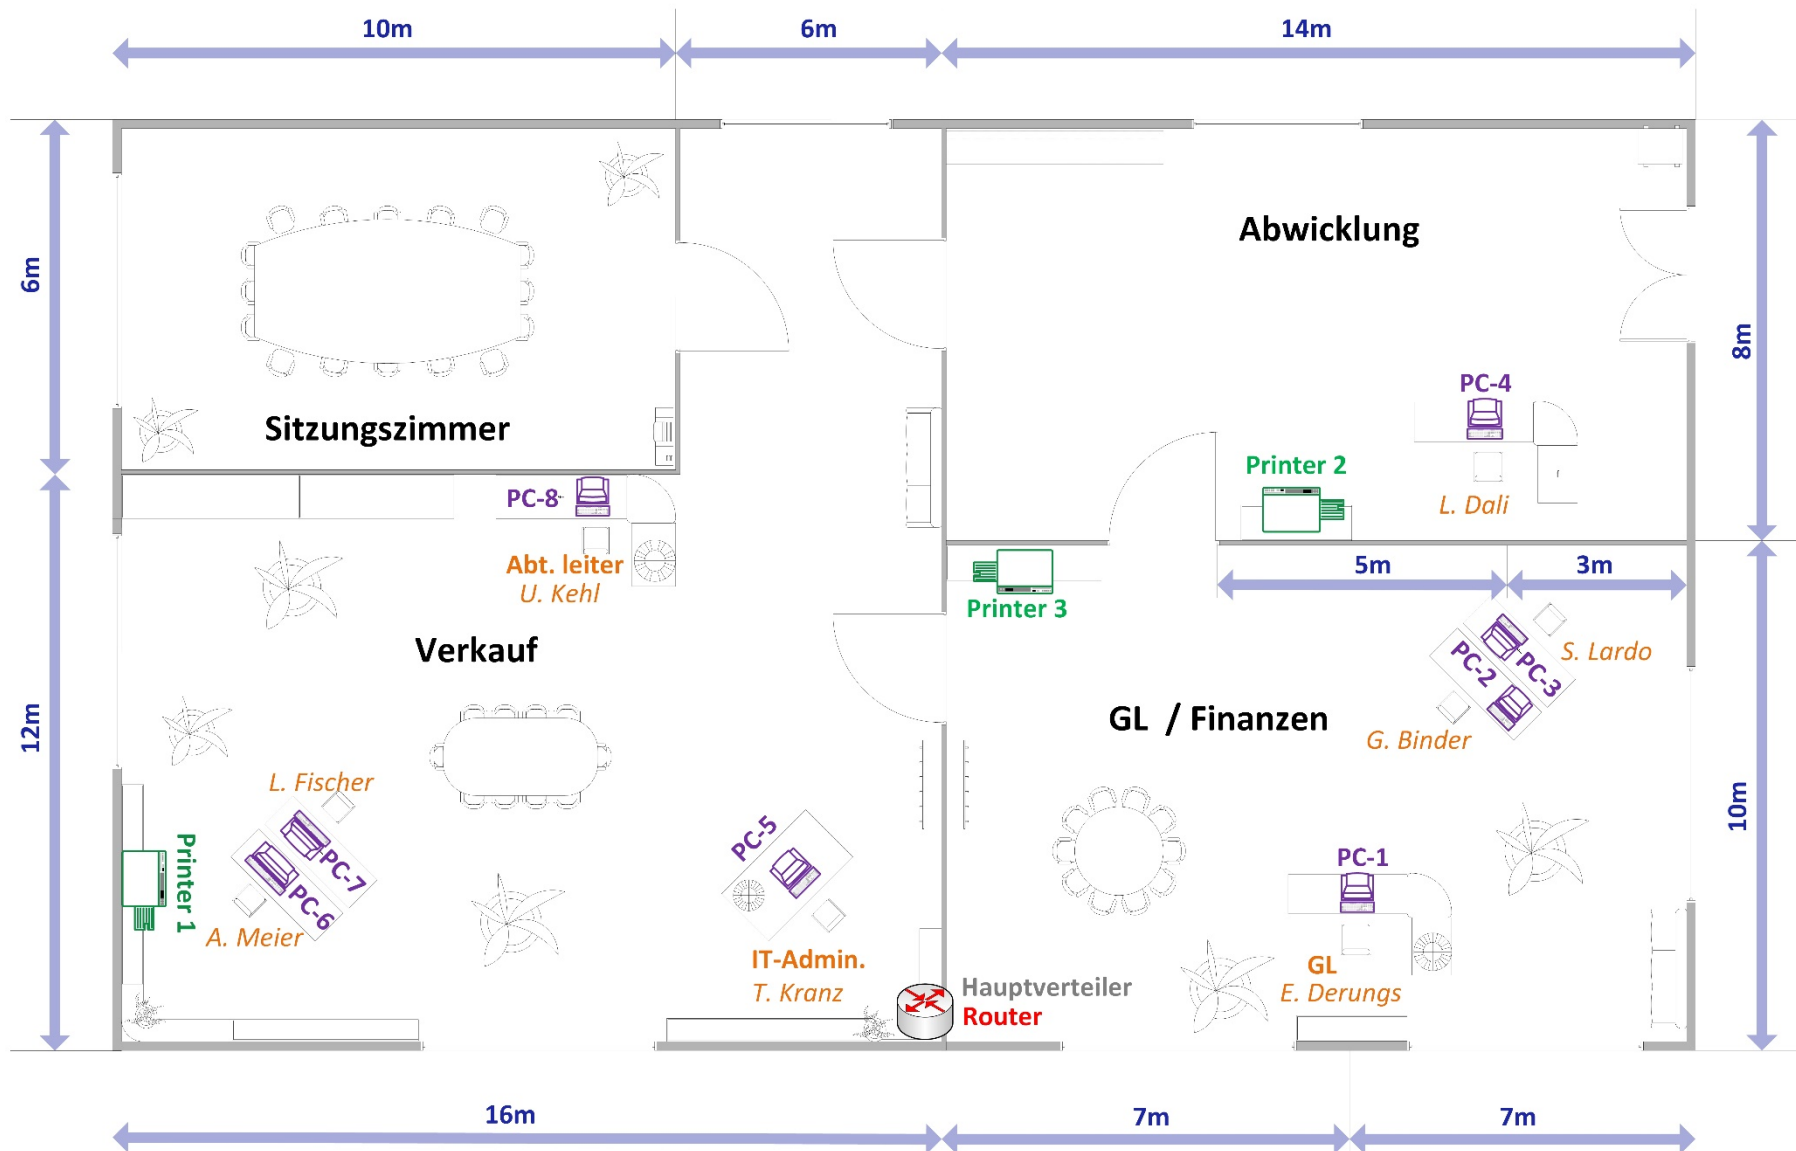 10m
6m
14m
6m
Abwicklung
8m
PC-4
Sitzungszimmer
Printer 2
L. Dali
PC-8
Abt. leiter
U. Kehl
5m
3m
Printer 3
Verkauf
S. Lardo
PC-3
PC-2
G. Binder
GL / Finanzen
12m
L. Fischer
PC-7
PC-6
A. Meier
Printer 1
PC-5
IT-Admin.
T. Kranz
10m
PC-1
GL
E. Derungs
Hauptverteiler
Router
16m
7m
7m